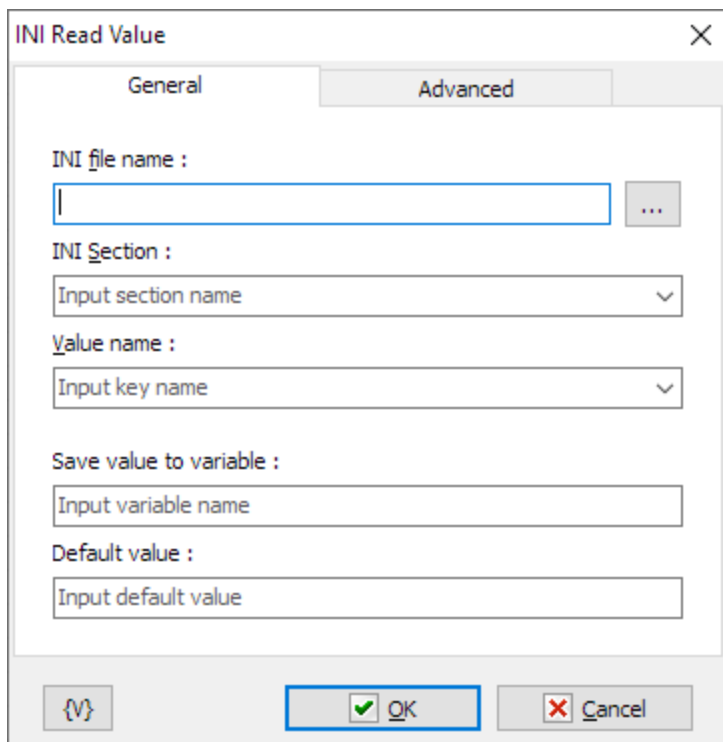 INI Read Value
General
Advanced
INI file name :
...
INI Section :
Input section name
Value name :
Input key name
Save value to variable :
Input variable name
Default value :
Input default value
{V}
OK
Cancel